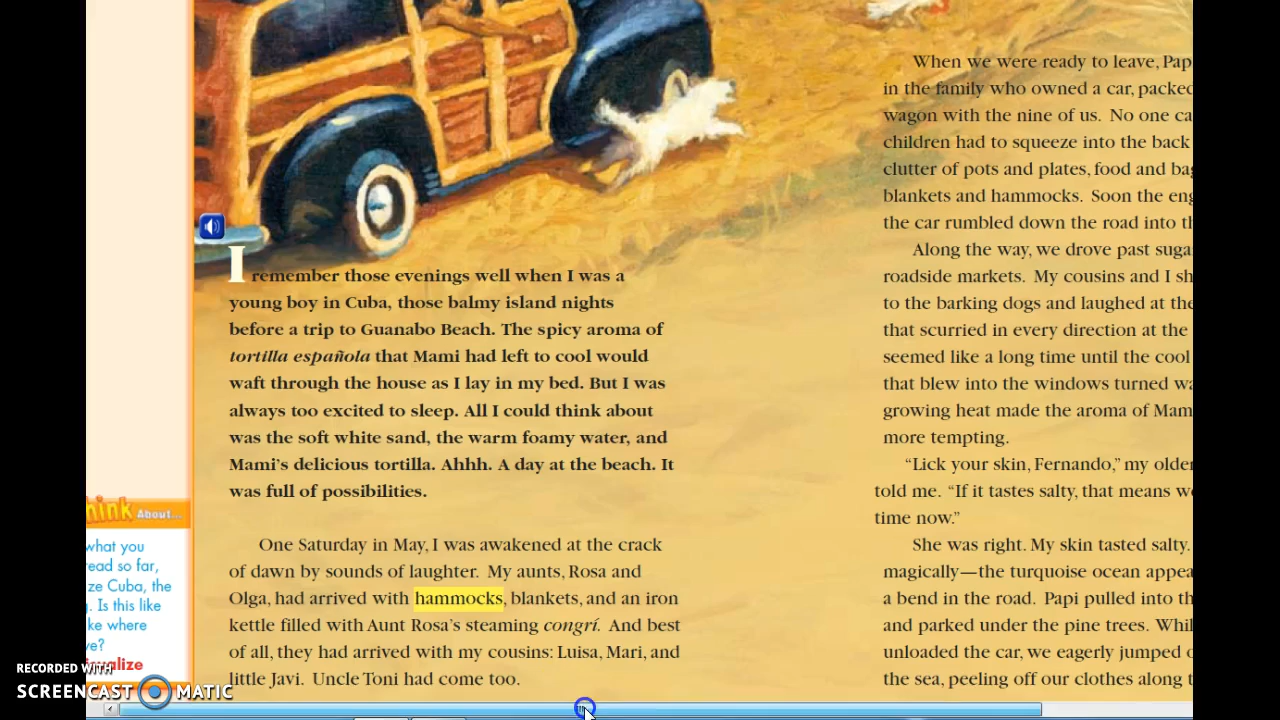 I remember those evenings well when I was a
young boy in Cuba, those balmy island nights
before a trip to Guanabo Beach. The spicy aroma of
tortilla española that Mami had left to cool would
waft through the house as I lay in my bed. But I was
always too excited to sleep. All I could think about
was the soft white sand, the warm foamy water, and
Mami's delicious tortilla. Ahhh. A day at the beach. It
was full of possibilities.
One Saturday in May, I was awakened at the crack
of dawn by sounds of laughter. My aunts, Rosa and
Olga, had arrived with hammocks, blankets, and an iron
kettle filled with Aunt Rosa's steaming congrí. And best
of all, they had arrived with my cousins: Luisa, Mari, and
little Javi. Uncle Toni had come too.
When we were ready to leave, Pap
in the family who owned a car, packed
wagon with the nine of us. No one ca
children had to squeeze into the back
clutter of pots and plates, food and ba
blankets and hammocks. Soon the eng
the car rumbled down the road into th
Along the way, we drove past suga
roadside markets. My cousins and I sh
to the barking dogs and laughed at the
that scurried in every direction at the
seemed like a long time until the cool
that blew into the windows turned wa
growing heat made the aroma of Mam
more tempting.
“Lick your skin, Fernando,” my older
told me. “If it tastes salty, that means we
time now.”
She was right. My skin tasted salty.
magically—the turquoise ocean appea
a bend in the road. Papi pulled into th
and parked under the pine trees. Whil
unloaded the car, we eagerly jumped o
the sea, peeling off our clothes along t
hink About...
what you
ead so far,
ze Cuba, the
. Is this like
ke where
ve?
ualize
RECORDED WITH
SCREENCAST MATIC